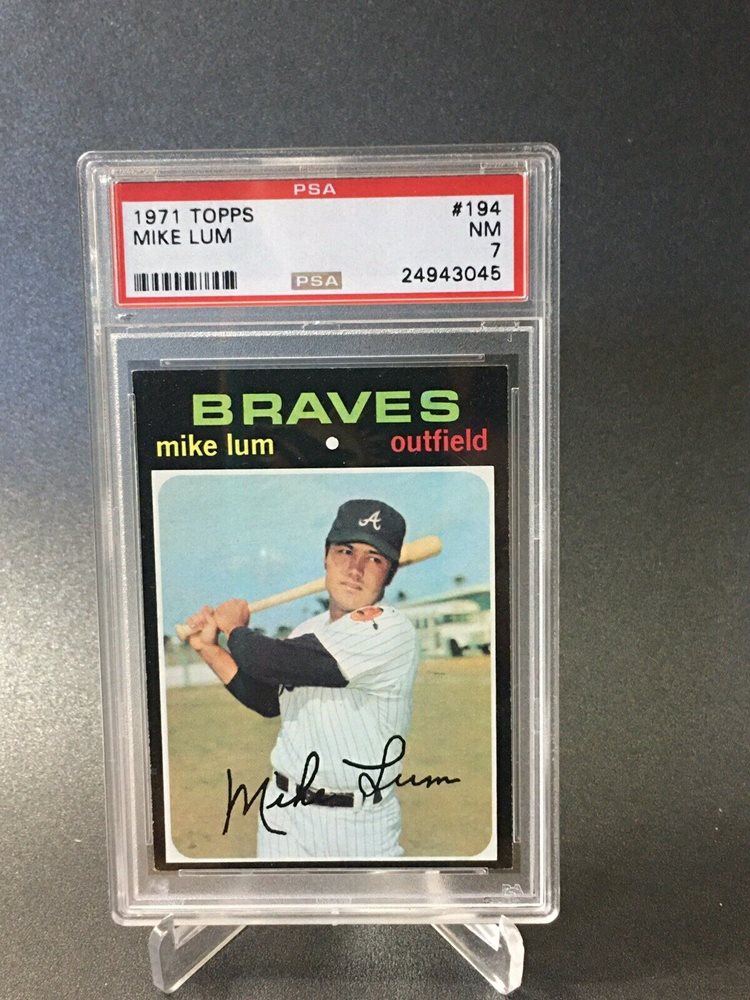 PSA
1971 TOPPS #194
MIKE LUM NM
7
PSA 24943045
BRAVES
mike lum • outfield
A
Mike Lum